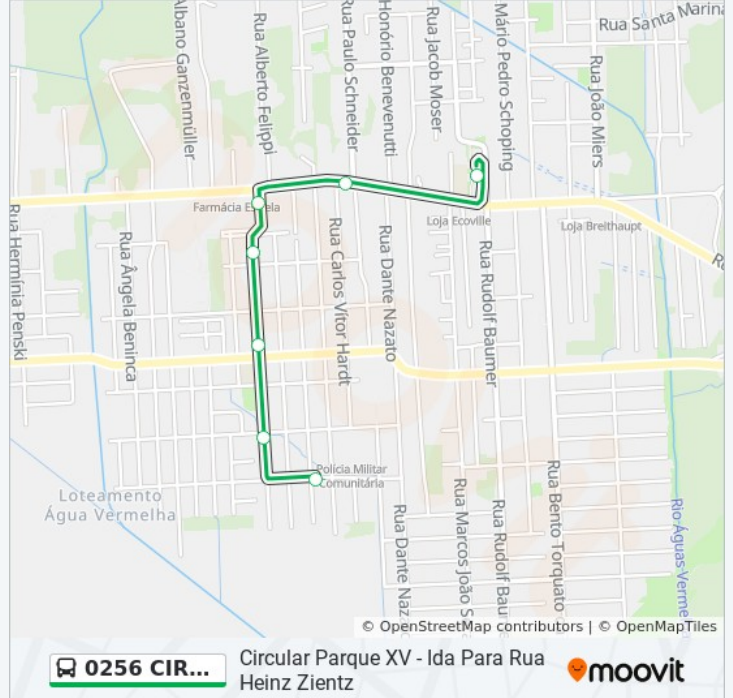 Rua Santa Marina
Albano Ganzenmüller
Rua Alberto Felippi
Rua Paulo Schneider
Honório Benevenutti
Rua Jacob Moser
Mário Pedro Schoping
Rua João Miers
Farmácia
Loja Ecoville
Loja Breithaupt
Rua Hermínia Penski
Rua Ângela Beninca
Rua Carlos Vítor Hardt
Rua Dante Nazato
Rua Rudolf Baumer
Polícia Militar
Comunitária
Loteamento
Água Vermelha
Rua Dante Naz
Rua Marcos João S
Rua Rudolf Bau
Rua Bento Torquato
Rio Águas Verme
© OpenStreetMap contributors | © OpenMapTiles
0256 CIR...
Circular Parque XV - Ida Para Rua
Heinz Zientz
moovit